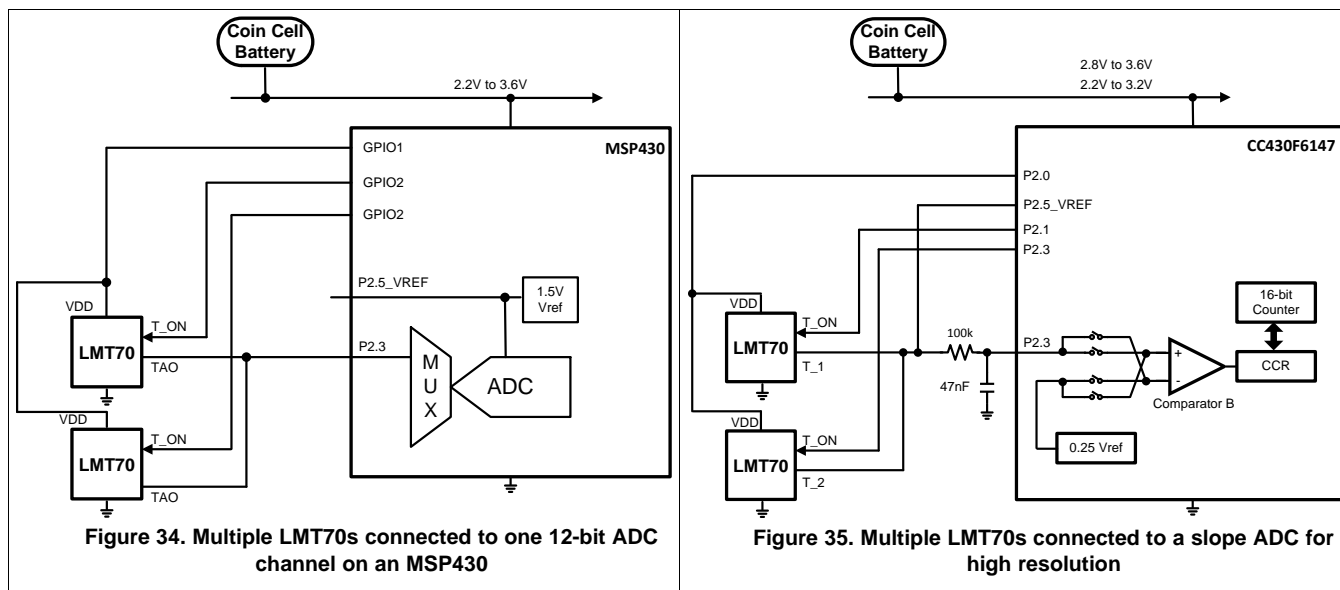 Coin Cell
Battery
2.2V to 3.6V
MSP430
GPIO1
GPIO2
GPIO2
P2.5_VREF
1.5V
Vref
VDD
T_ON
LMT70
TAO
P2.3
MUX
ADC
VDD
T_ON
LMT70
TAO
Figure 34. Multiple LMT70s connected to one 12-bit ADC
channel on an MSP430
Coin Cell
Battery
2.8V to 3.6V
2.2V to 3.2V
CC430F6147
P2.0
P2.5_VREF
P2.1
P2.3
VDD
T_ON
LMT70
T_1
100k
47nF
P2.3
+
-
Comparator B
16-bit
Counter
CCR
0.25 Vref
VDD
T_ON
LMT70
T_2
Figure 35. Multiple LMT70s connected to a slope ADC for
high resolution